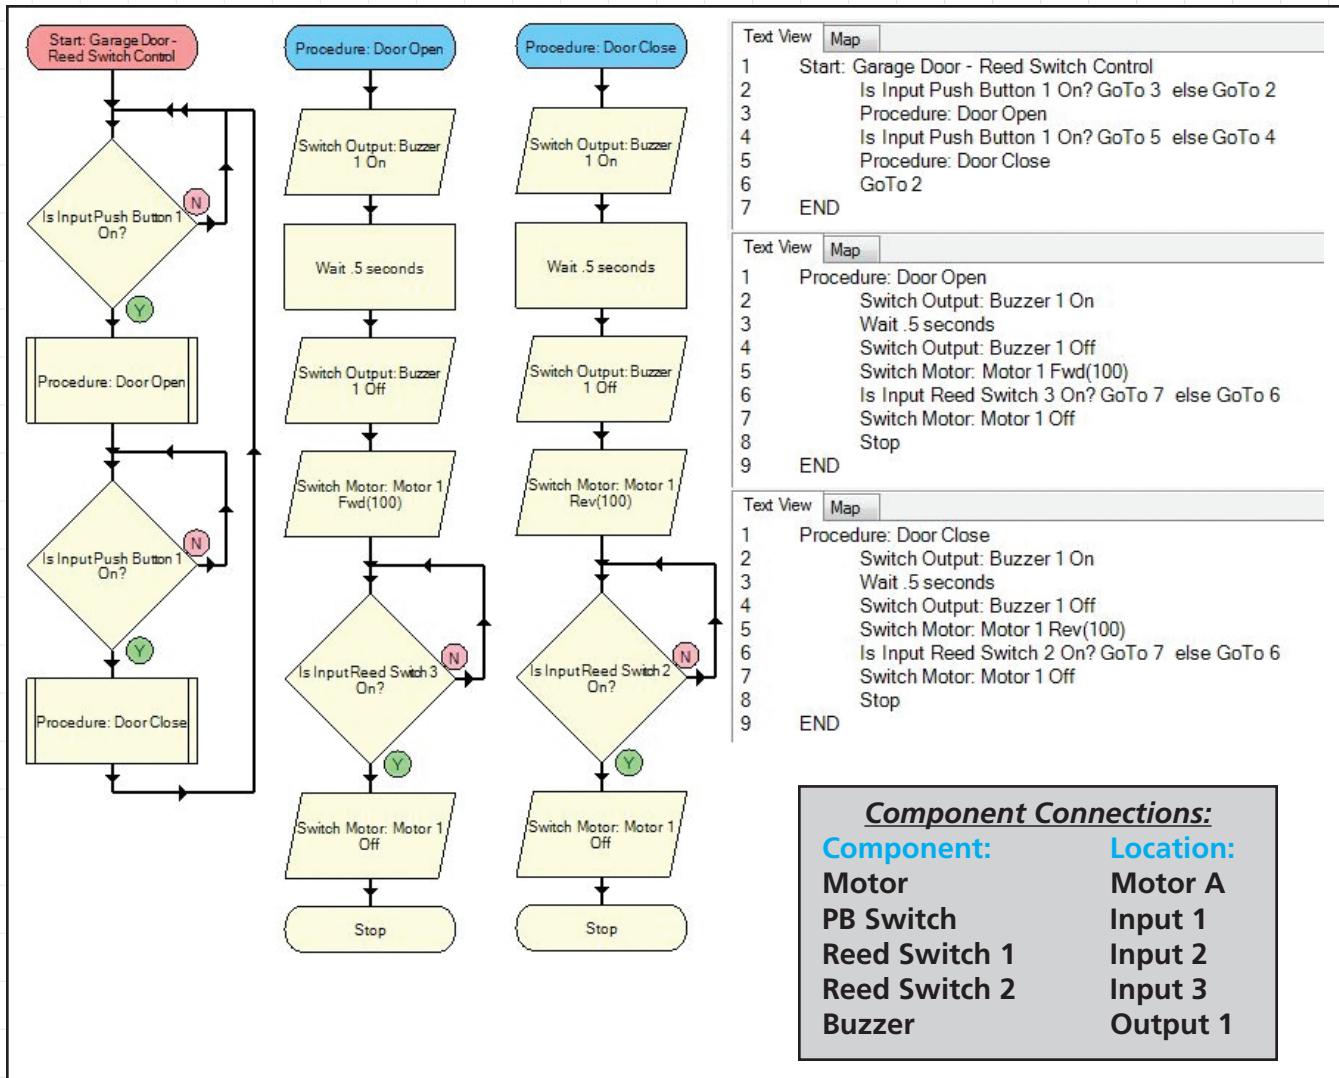 Start: Garage Door -
Reed Switch Control
Is Input Push Button 1
On?
N
Y
Procedure: Door Open
Is Input Push Button 1
On?
N
Y
Procedure: Door Close
Procedure: Door Open
Switch Output: Buzzer
1 On
Wait .5 seconds
Switch Output: Buzzer
1 Off
Switch Motor: Motor 1
Fwd(100)
Is Input Reed Switch 3
On?
N
Y
Switch Motor: Motor 1
Off
Stop
Procedure: Door Close
Switch Output: Buzzer
1 On
Wait .5 seconds
Switch Output: Buzzer
1 Off
Switch Motor: Motor 1
Rev(100)
Is Input Reed Switch 2
On?
N
Y
Switch Motor: Motor 1
Off
Stop
Text View Map
1 Start: Garage Door - Reed Switch Control
2 Is Input Push Button 1 On? GoTo 3 else GoTo 2
3 Procedure: Door Open
4 Is Input Push Button 1 On? GoTo 5 else GoTo 4
5 Procedure: Door Close
6 GoTo 2
7 END
Text View Map
1 Procedure: Door Open
2 Switch Output: Buzzer 1 On
3 Wait .5 seconds
4 Switch Output: Buzzer 1 Off
5 Switch Motor: Motor 1 Fwd(100)
6 Is Input Reed Switch 3 On? GoTo 7 else GoTo 6
7 Switch Motor: Motor 1 Off
8 Stop
9 END
Text View Map
1 Procedure: Door Close
2 Switch Output: Buzzer 1 On
3 Wait .5 seconds
4 Switch Output: Buzzer 1 Off
5 Switch Motor: Motor 1 Rev(100)
6 Is Input Reed Switch 2 On? GoTo 7 else GoTo 6
7 Switch Motor: Motor 1 Off
8 Stop
9 END
Component Connections:
Component: Location:
Motor Motor A
PB Switch Input 1
Reed Switch 1 Input 2
Reed Switch 2 Input 3
Buzzer Output 1